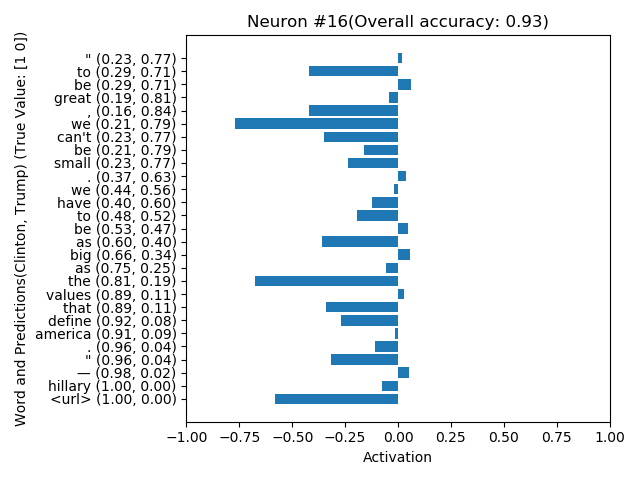 Neuron #16(Overall accuracy: 0.93)
Word and Predictions(Clinton, Trump) (True Value: [1 0])
" (0.23, 0.77)
to (0.29, 0.71)
be (0.29, 0.71)
great (0.19, 0.81)
, (0.16, 0.84)
we (0.21, 0.79)
can't (0.23, 0.77)
be (0.21, 0.79)
small (0.23, 0.77)
. (0.37, 0.63)
we (0.44, 0.56)
have (0.40, 0.60)
to (0.48, 0.52)
be (0.53, 0.47)
as (0.60, 0.40)
big (0.66, 0.34)
as (0.75, 0.25)
the (0.81, 0.19)
values (0.89, 0.11)
that (0.89, 0.11)
define (0.92, 0.08)
america (0.91, 0.09)
. (0.96, 0.04)
" (0.96, 0.04)
— (0.98, 0.02)
hillary (1.00, 0.00)
<url> (1.00, 0.00)
−1.00 −0.75 −0.50 −0.25 0.00 0.25 0.50 0.75 1.00
Activation